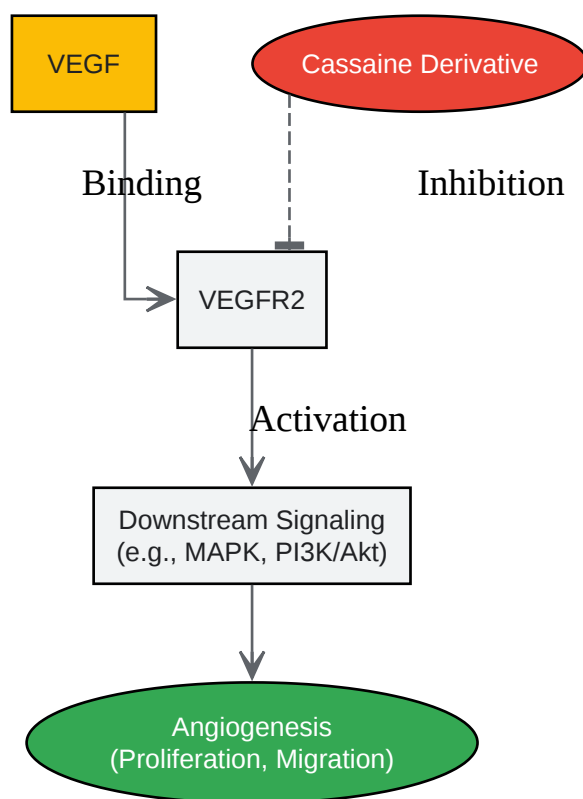 VEGF
Cassaine Derivative
Binding
Inhibition
VEGFR2
Activation
Downstream Signaling
(e.g., MAPK, PI3K/Akt)
Angiogenesis
(Proliferation, Migration)